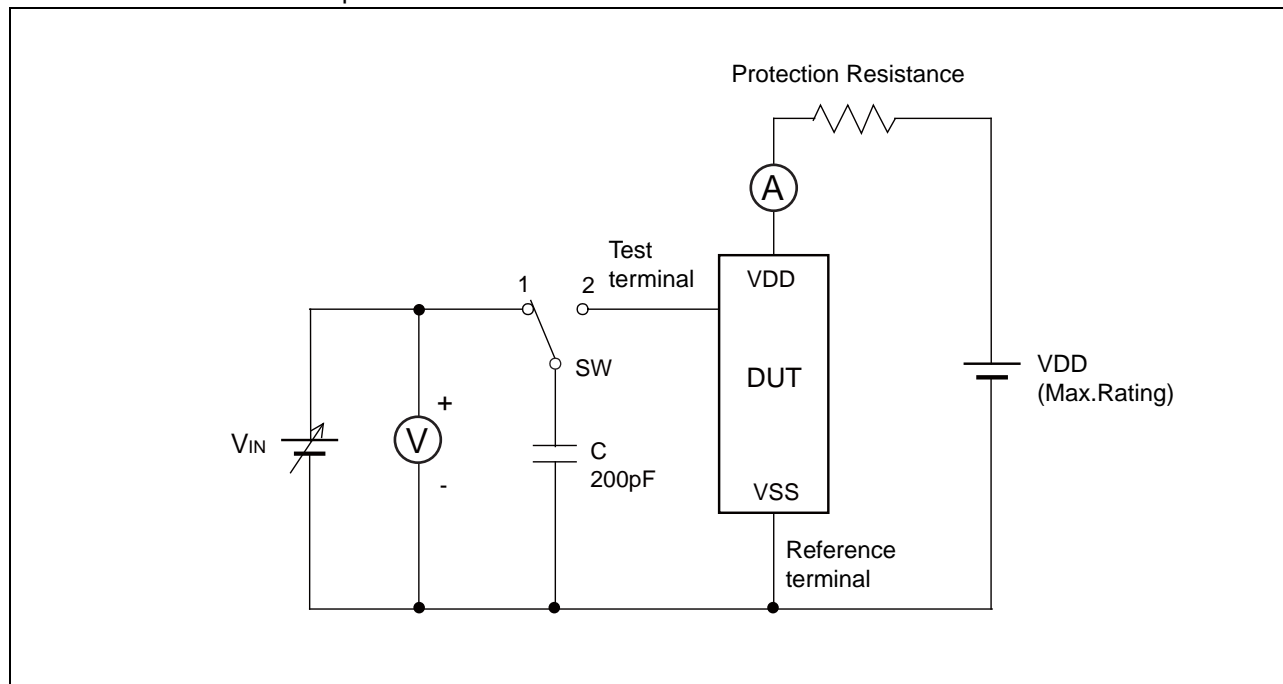 Protection Resistance
A
Test
terminal
1
2
VDD
SW
DUT
VDD
(Max.Rating)
VIN
+
V
-
C
200pF
VSS
Reference
terminal